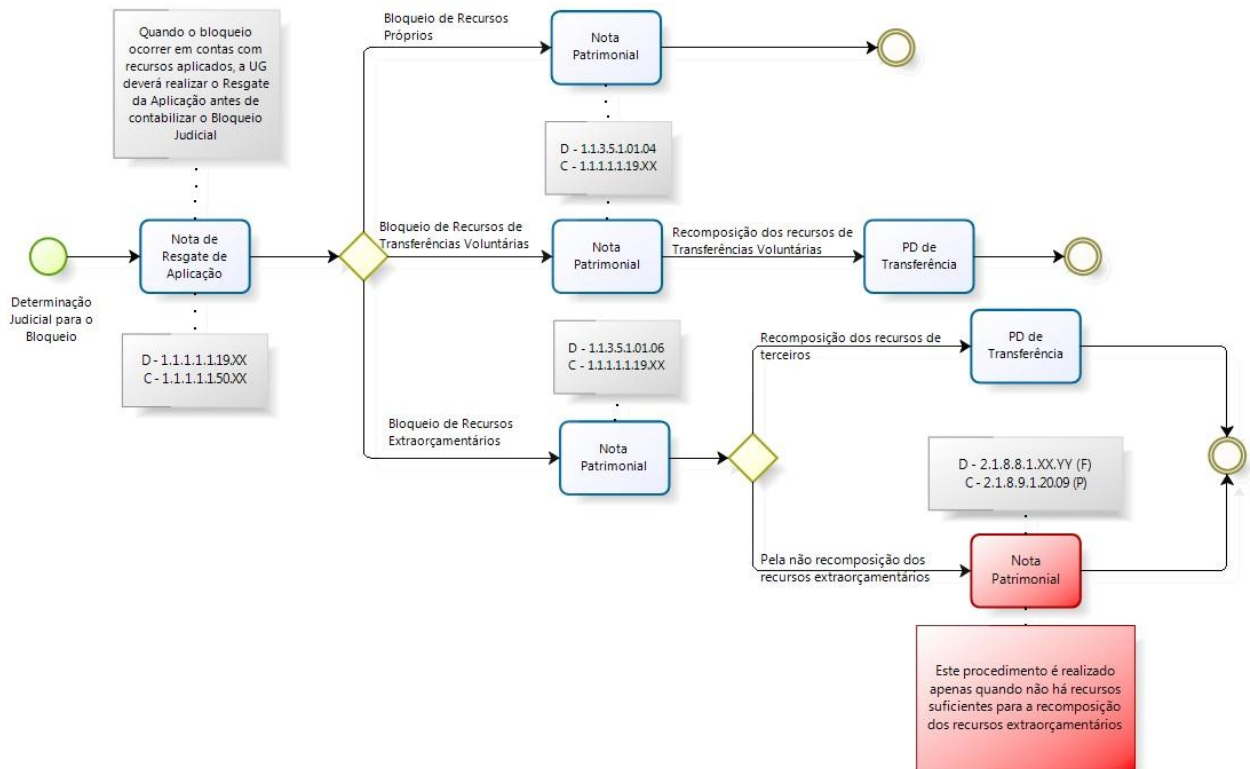 Quando o bloqueio
ocorrer em contas com
recursos aplicados, a UG
deverá realizar o Resgate
da Aplicação antes de
contabilizar o Bloqueio
Judicial
Bloqueio de Recursos
Próprios
Nota
Patrimonial
D - 1.1.3.5.1.01.04
C - 1.1.1.1.1.19.XX
Determinação
Judicial para o
Bloqueio
Nota de
Resgate de
Aplicação
D - 1.1.1.1.1.19.XX
C - 1.1.1.1.1.50.XX
Bloqueio de Recursos de
Transferências Voluntárias
Nota
Patrimonial
Recomposição dos recursos de
Transferências Voluntárias
PD de
Transferência
D - 1.1.3.5.1.01.06
C - 1.1.1.1.1.19.XX
Bloqueio de Recursos
Extraorçamentários
Nota
Patrimonial
Recomposição dos recursos de
terceiros
PD de
Transferência
D - 2.1.8.8.1.XX.YY (F)
C - 2.1.8.9.1.20.09 (P)
Pela não recomposição dos
recursos extraorçamentários
Nota
Patrimonial
Este procedimento é realizado
apenas quando não há recursos
suficientes para a recomposição
dos recursos extraorçamentários